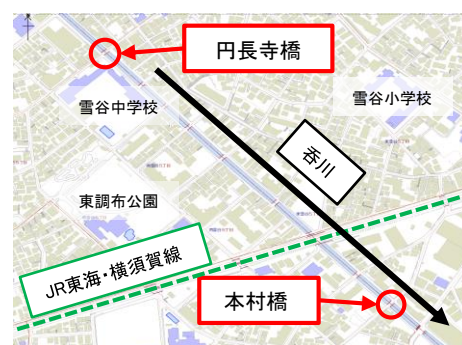 円長寺橋
雪谷中学校
雪谷小学校
呑川
東調布公園
JR東海・横須賀線
本村橋